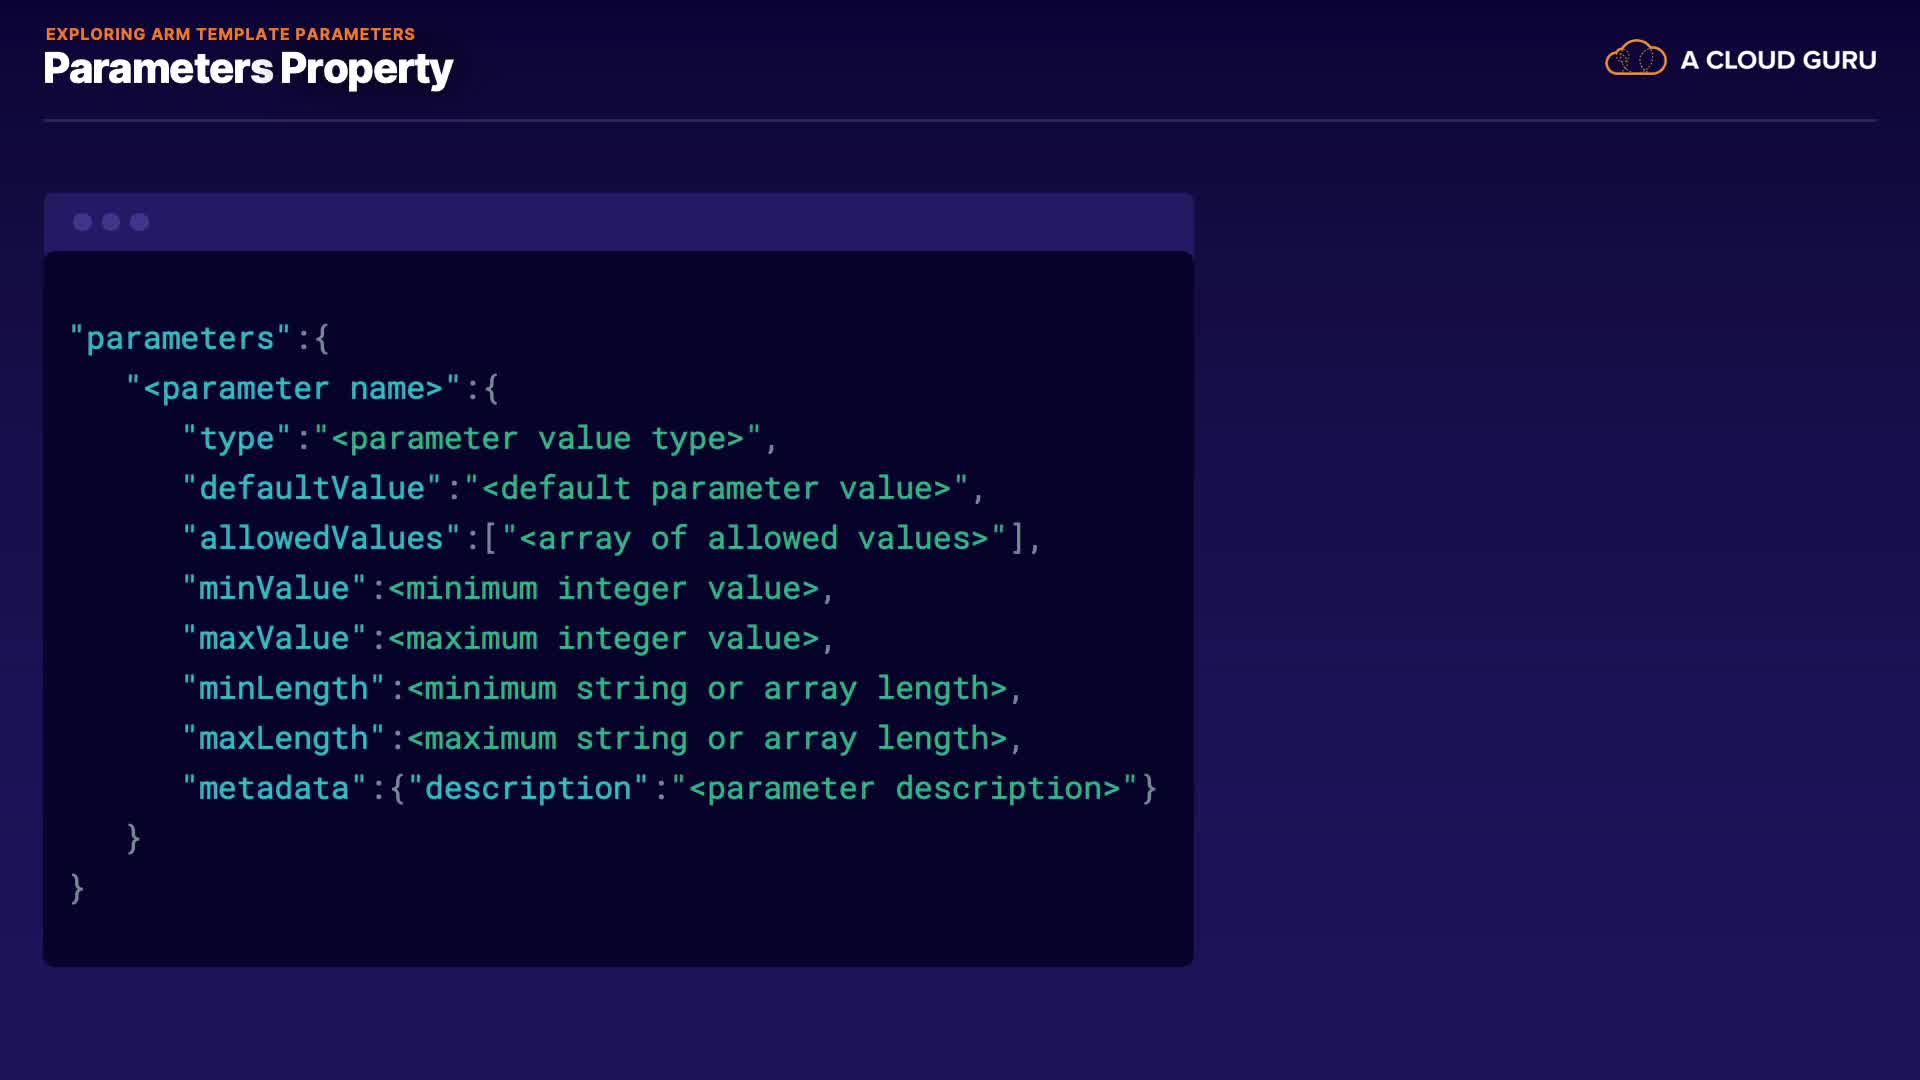 EXPLORING ARM TEMPLATE PARAMETERS
Parameters Property
A CLOUD GURU
"parameters":{
"<parameter name>":{
"type":"<parameter value type>",
"defaultValue":"<default parameter value>",
"allowedValues":["<array of allowed values>"],
"minValue":<minimum integer value>,
"maxValue":<maximum integer value>,
"minLength":<minimum string or array length>,
"maxLength":<maximum string or array length>,
"metadata":{"description":"<parameter description>"}
}
}